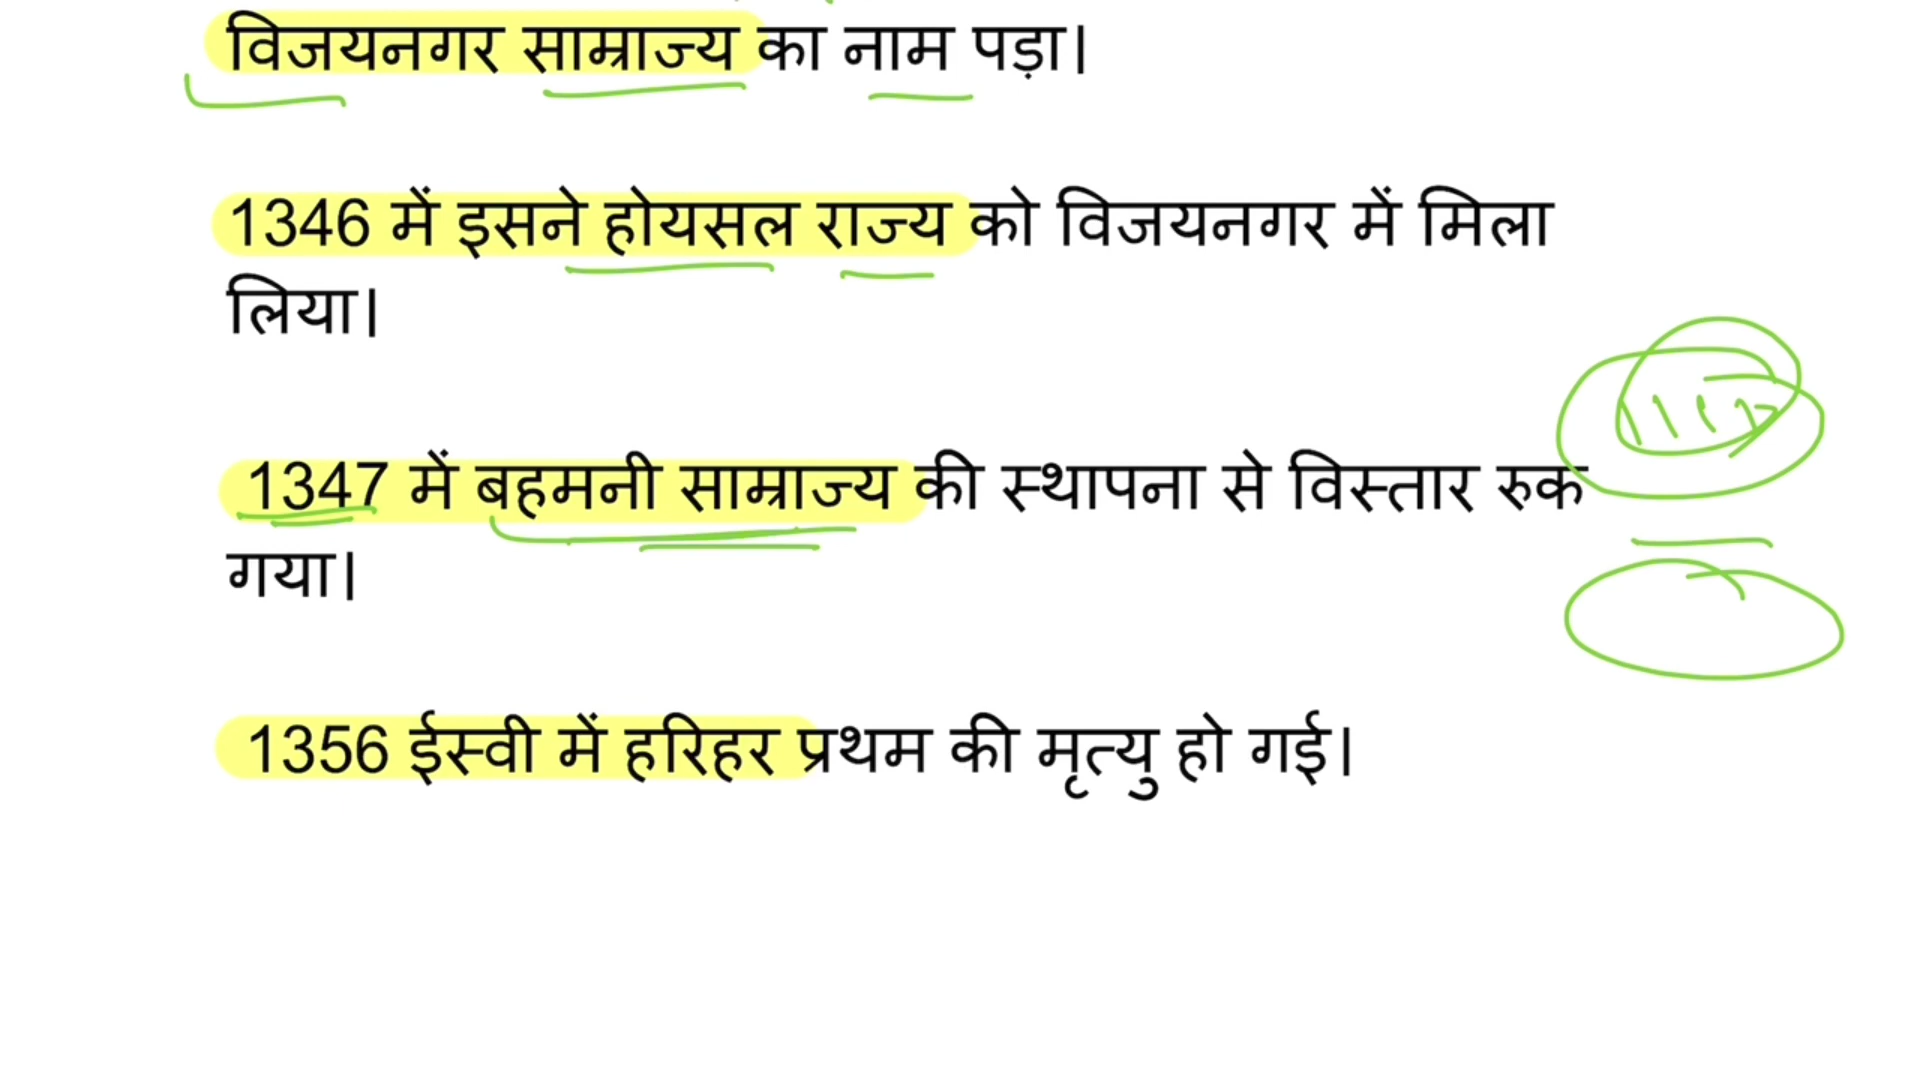 विजयनगर साम्राज्य का नाम पड़ा।
1346 में इसने होयसल राज्य को विजयनगर में मिला
लिया।
1347 में बहमनी साम्राज्य की स्थापना से विस्तार रुक
गया।
1356 ईस्वी में हरिहर प्रथम की मृत्यु हो गई।